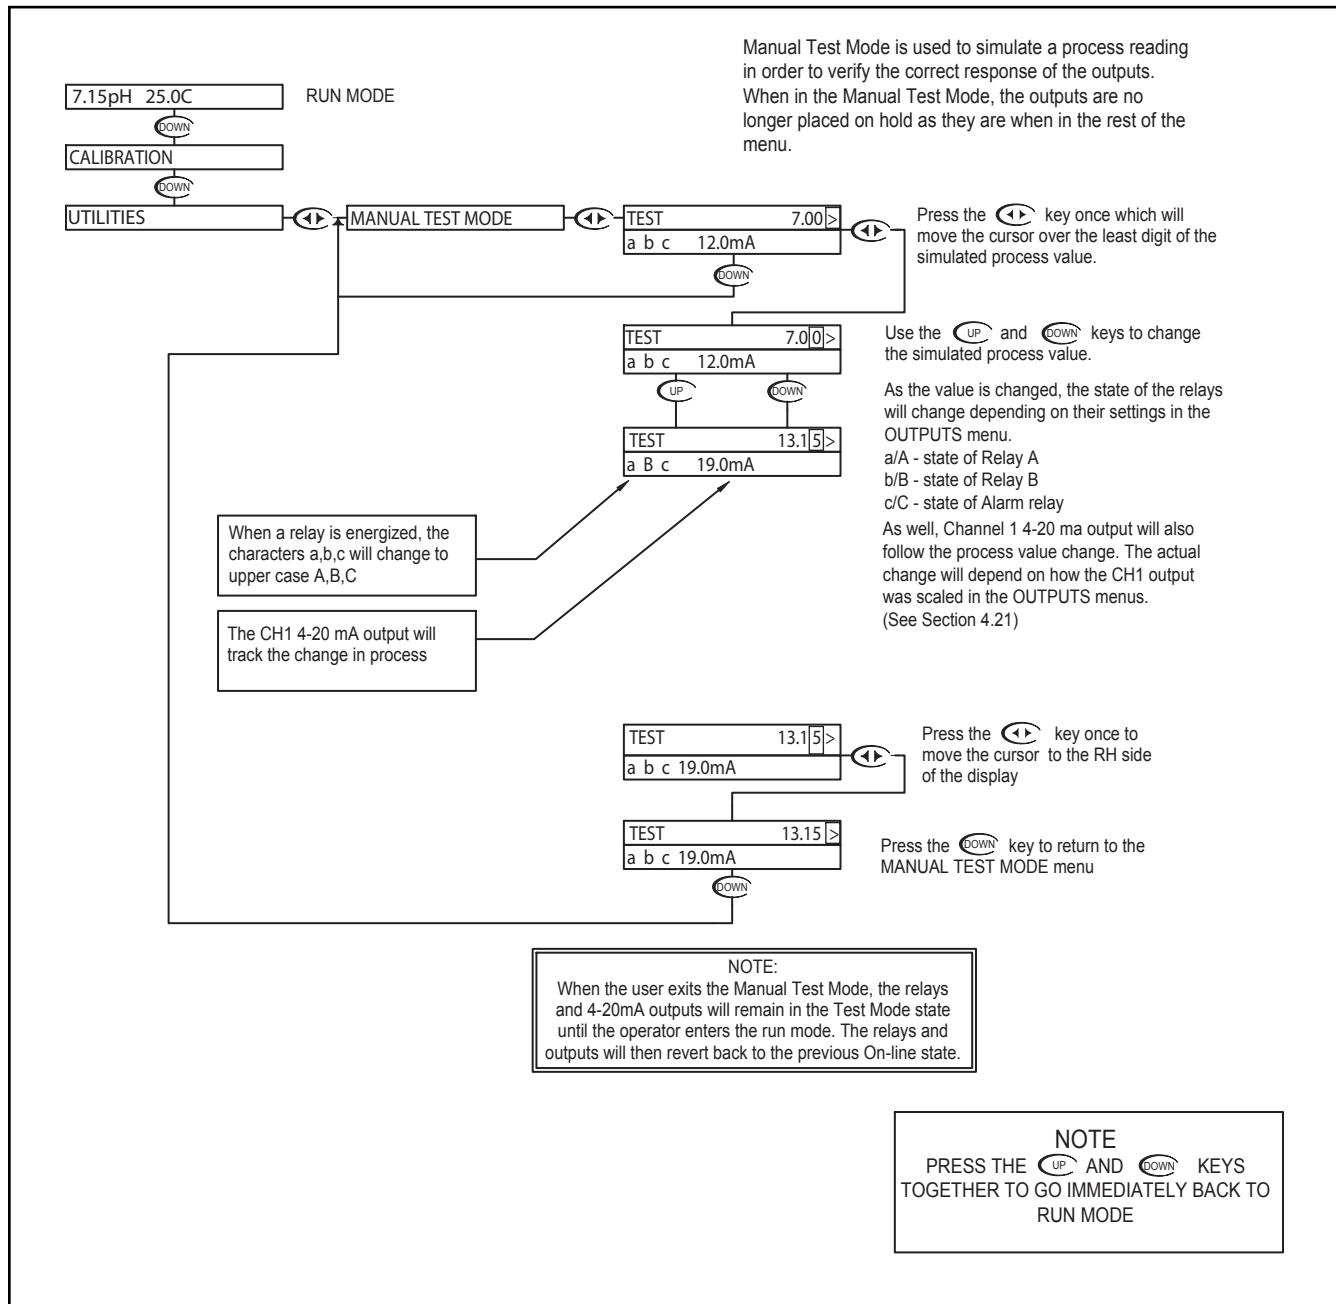 Manual Test Mode is used to simulate a process reading
in order to verify the correct response of the outputs.
When in the Manual Test Mode, the outputs are no
longer placed on hold as they are when in the rest of the
menu.
7.15pH 25.0C
RUN MODE
DOWN
CALIBRATION
DOWN
UTILITIES
MANUAL TEST MODE
TEST 7.00>
a b c 12.0mA
DOWN
Press the key once which will
move the cursor over the least digit of the
simulated process value.
TEST 7.00>
a b c 12.0mA
UP DOWN
TEST 13.15>
a B c 19.0mA
Use the UP and DOWN keys to change
the simulated process value.
As the value is changed, the state of the relays
will change depending on their settings in the
OUTPUTS menu.
a/A - state of Relay A
b/B - state of Relay B
c/C - state of Alarm relay
As well, Channel 1 4-20 ma output will also
follow the process value change. The actual
change will depend on how the CH1 output
was scaled in the OUTPUTS menus.
(See Section 4.21)
When a relay is energized, the
characters a,b,c will change to
upper case A,B,C
The CH1 4-20 mA output will
track the change in process
TEST 13.15>
a b c 19.0mA
Press the key once to
move the cursor to the RH side
of the display
TEST 13.15 >
a b c 19.0mA
DOWN
Press the DOWN key to return to the
MANUAL TEST MODE menu
NOTE:
When the user exits the Manual Test Mode, the relays
and 4-20mA outputs will remain in the Test Mode state
until the operator enters the run mode. The relays and
outputs will then revert back to the previous On-line state.
NOTE
PRESS THE UP AND DOWN KEYS
TOGETHER TO GO IMMEDIATELY BACK TO
RUN MODE